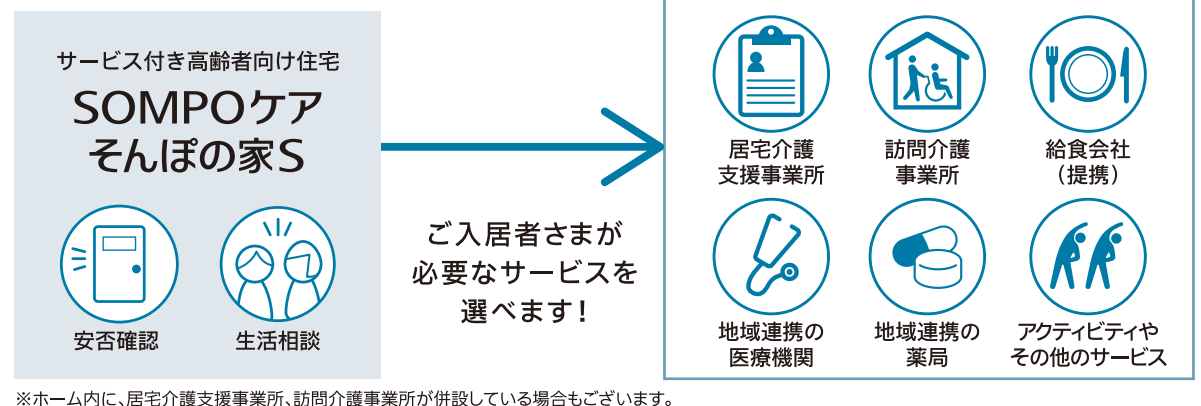 サービス付き高齢者向け住宅
SOMPOケア
そんぽの家S
安否確認
生活相談
ご入居者さまが
必要なサービスを
選べます！
居宅介護
支援事業所
訪問介護
事業所
給食会社
（提携）
地域連携の
医療機関
地域連携の
薬局
アクティビティや
その他のサービス
※ホーム内に、居宅介護支援事業所、訪問介護事業所が併設している場合もございます。